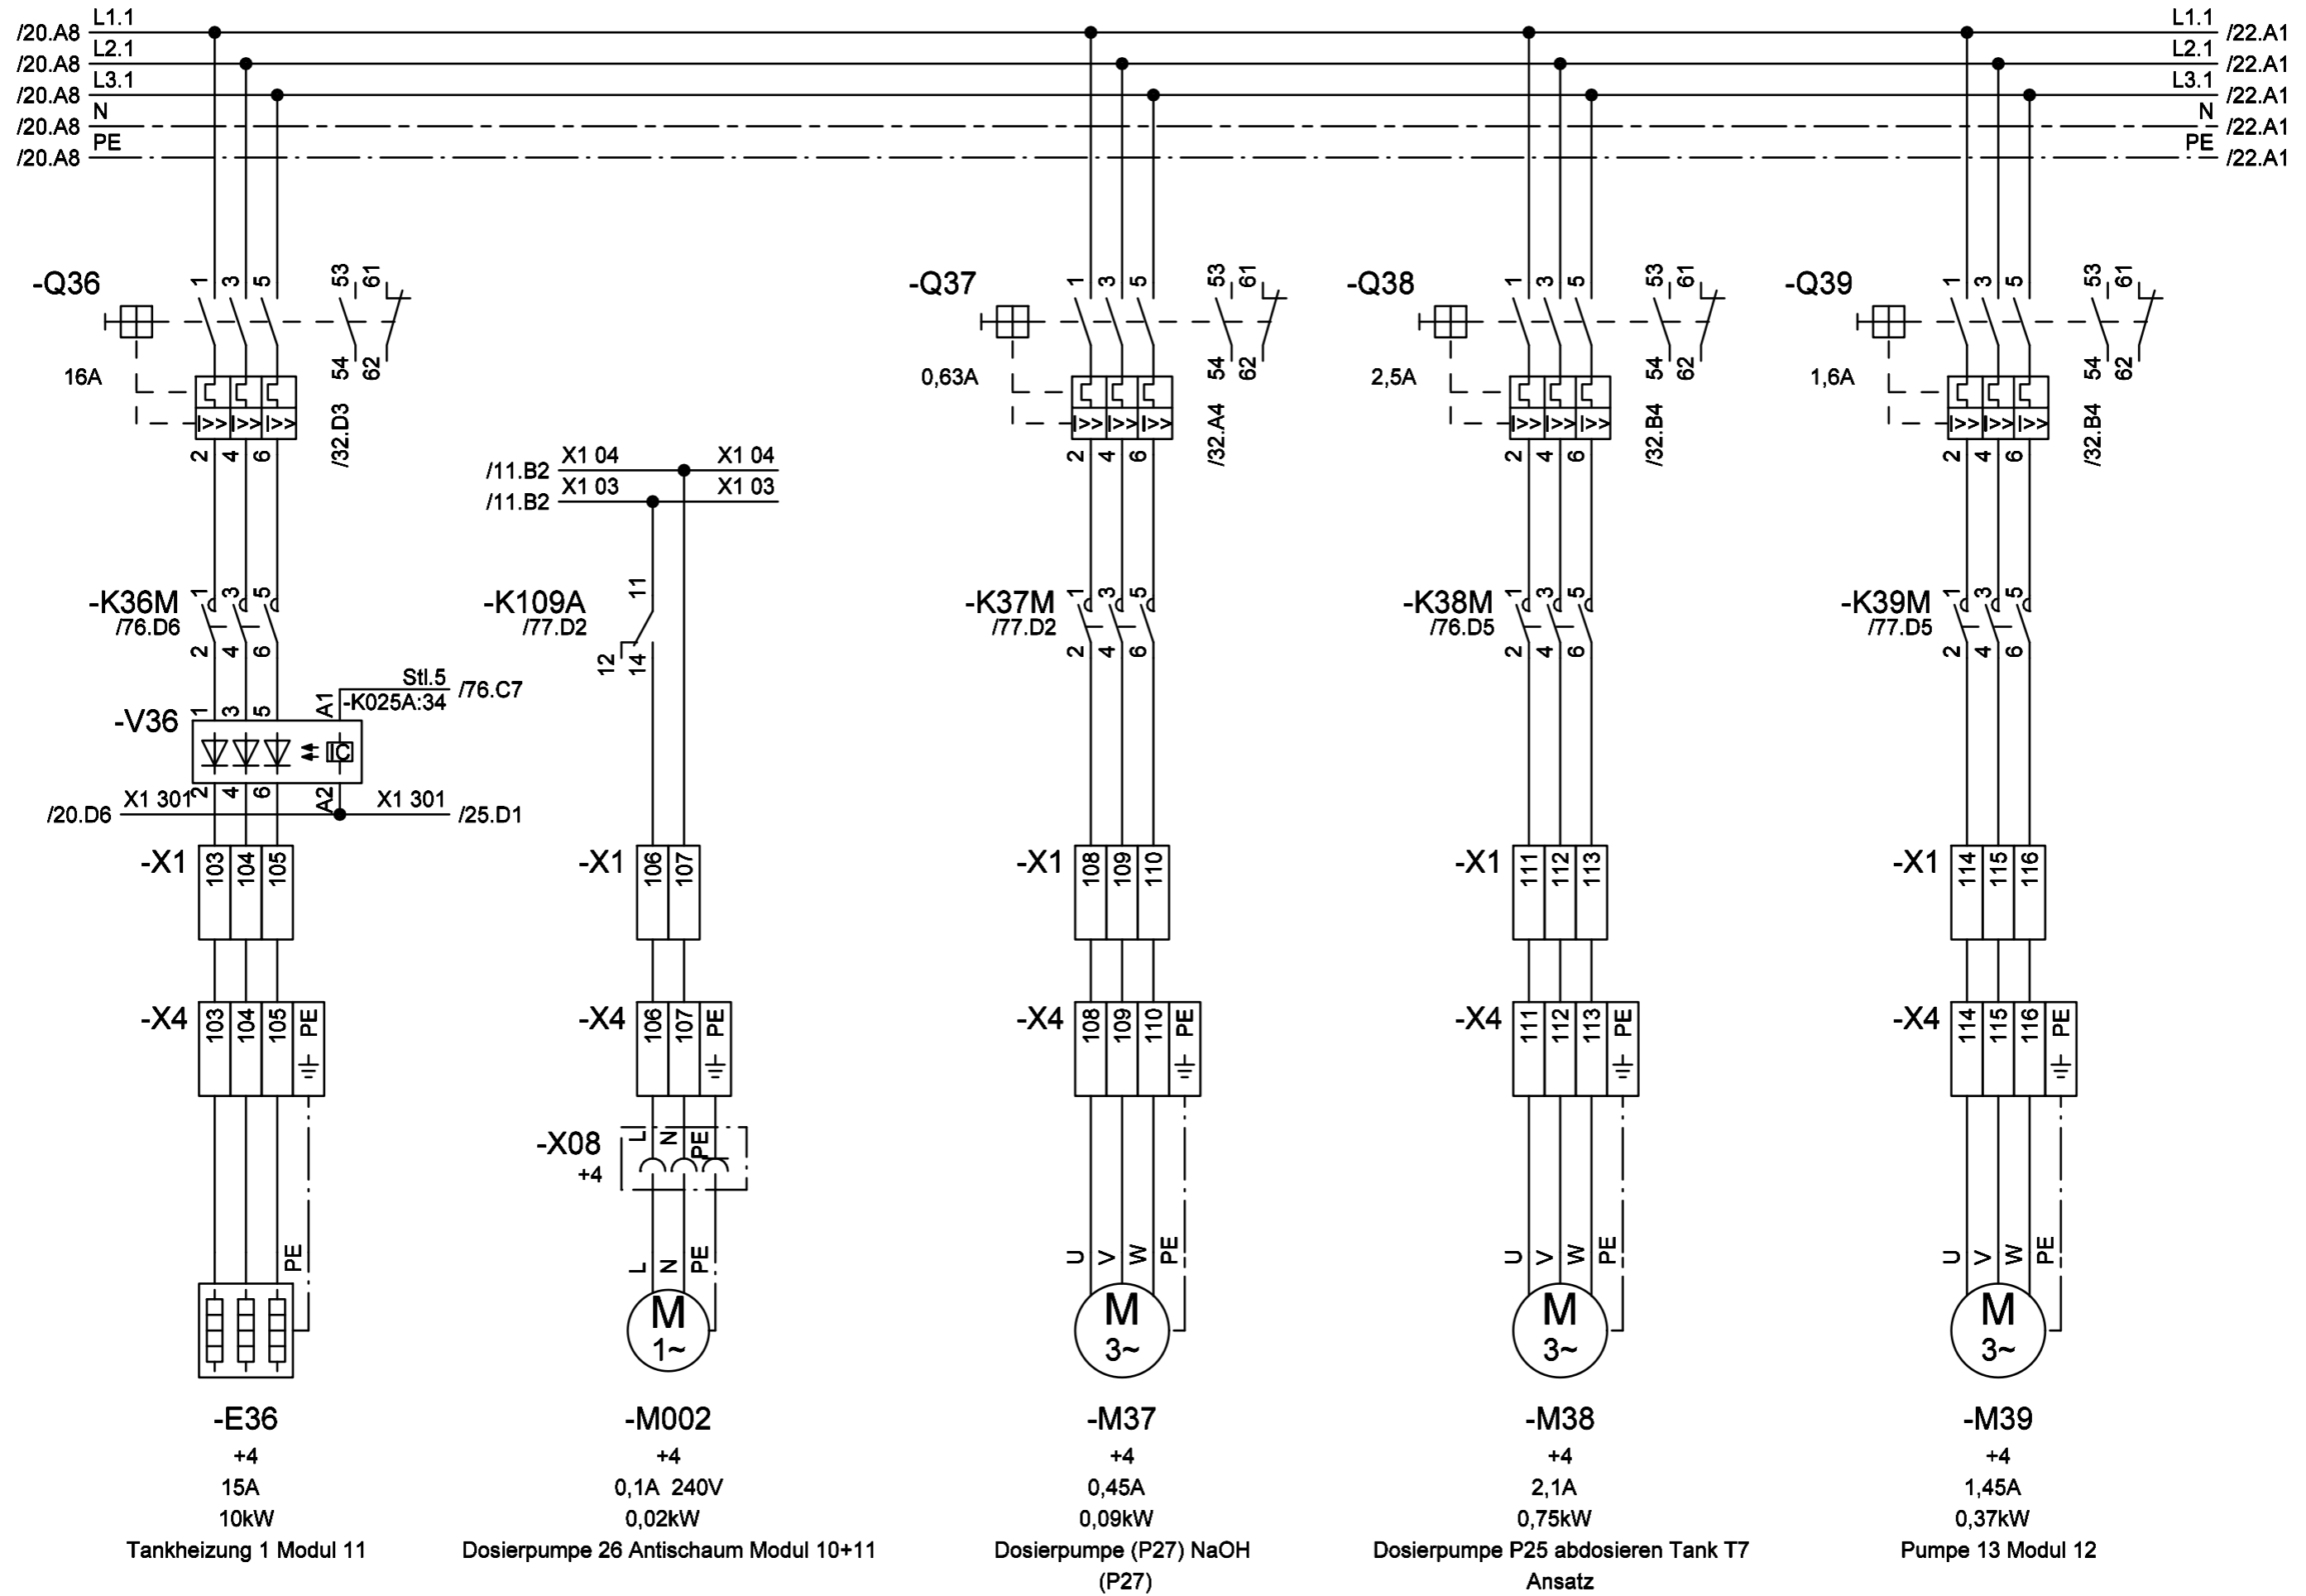 /20.A8 L1.1 L1.1 /22.A1
/20.A8 L2.1 L2.1 /22.A1
/20.A8 L3.1 L3.1 /22.A1
/20.A8 N N /22.A1
/20.A8 PE PE /22.A1
-Q36 1 3 5 53 61
16A 54 62
2 4 6 /32.D3
-Q37 1 3 5 53 61
0,63A 54 62
2 4 6 /32.A4
-Q38 1 3 5 53 61
2,5A 54 62
2 4 6 /32.B4
-Q39 1 3 5 53 61
1,6A 54 62
2 4 6 /32.B4
I>> I>> I>>
I>> I>> I>>
I>> I>> I>>
I>> I>> I>>
/11.B2 X1 04 X1 04
/11.B2 X1 03 X1 03
-K36M 1 3 5
/76.D6
2 4 6
-K109A 11
/77.D2
12 14
-K37M 1 3 5
/77.D2
2 4 6
-K38M 1 3 5
/76.D5
2 4 6
-K39M 1 3 5
/77.D5
2 4 6
Stl.5 /76.C7
-K025A:34
-V36 1 3 5 A1
IC
2 4 6 A2
/20.D6 X1 301 X1 301 /25.D1
-X1 103 104 105
-X1 106 107
-X1 108 109 110
-X1 111 112 113
-X1 114 115 116
-X4 103 104 105 PE
-X4 106 107 PE
-X4 108 109 110 PE
-X4 111 112 113 PE
-X4 114 115 116 PE
-X08 L N PE
+4
PE
L N PE
U V W PE
U V W PE
U V W PE
M
1~
M
3~
M
3~
M
3~
-E36
+4
15A
10kW
Tankheizung 1 Modul 11
-M002
+4
0,1A 240V
0,02kW
Dosierpumpe 26 Antischaum Modul 10+11
-M37
+4
0,45A
0,09kW
Dosierpumpe (P27) NaOH
(P27)
-M38
+4
2,1A
0,75kW
Dosierpumpe P25 abdosieren Tank T7
Ansatz
-M39
+4
1,45A
0,37kW
Pumpe 13 Modul 12